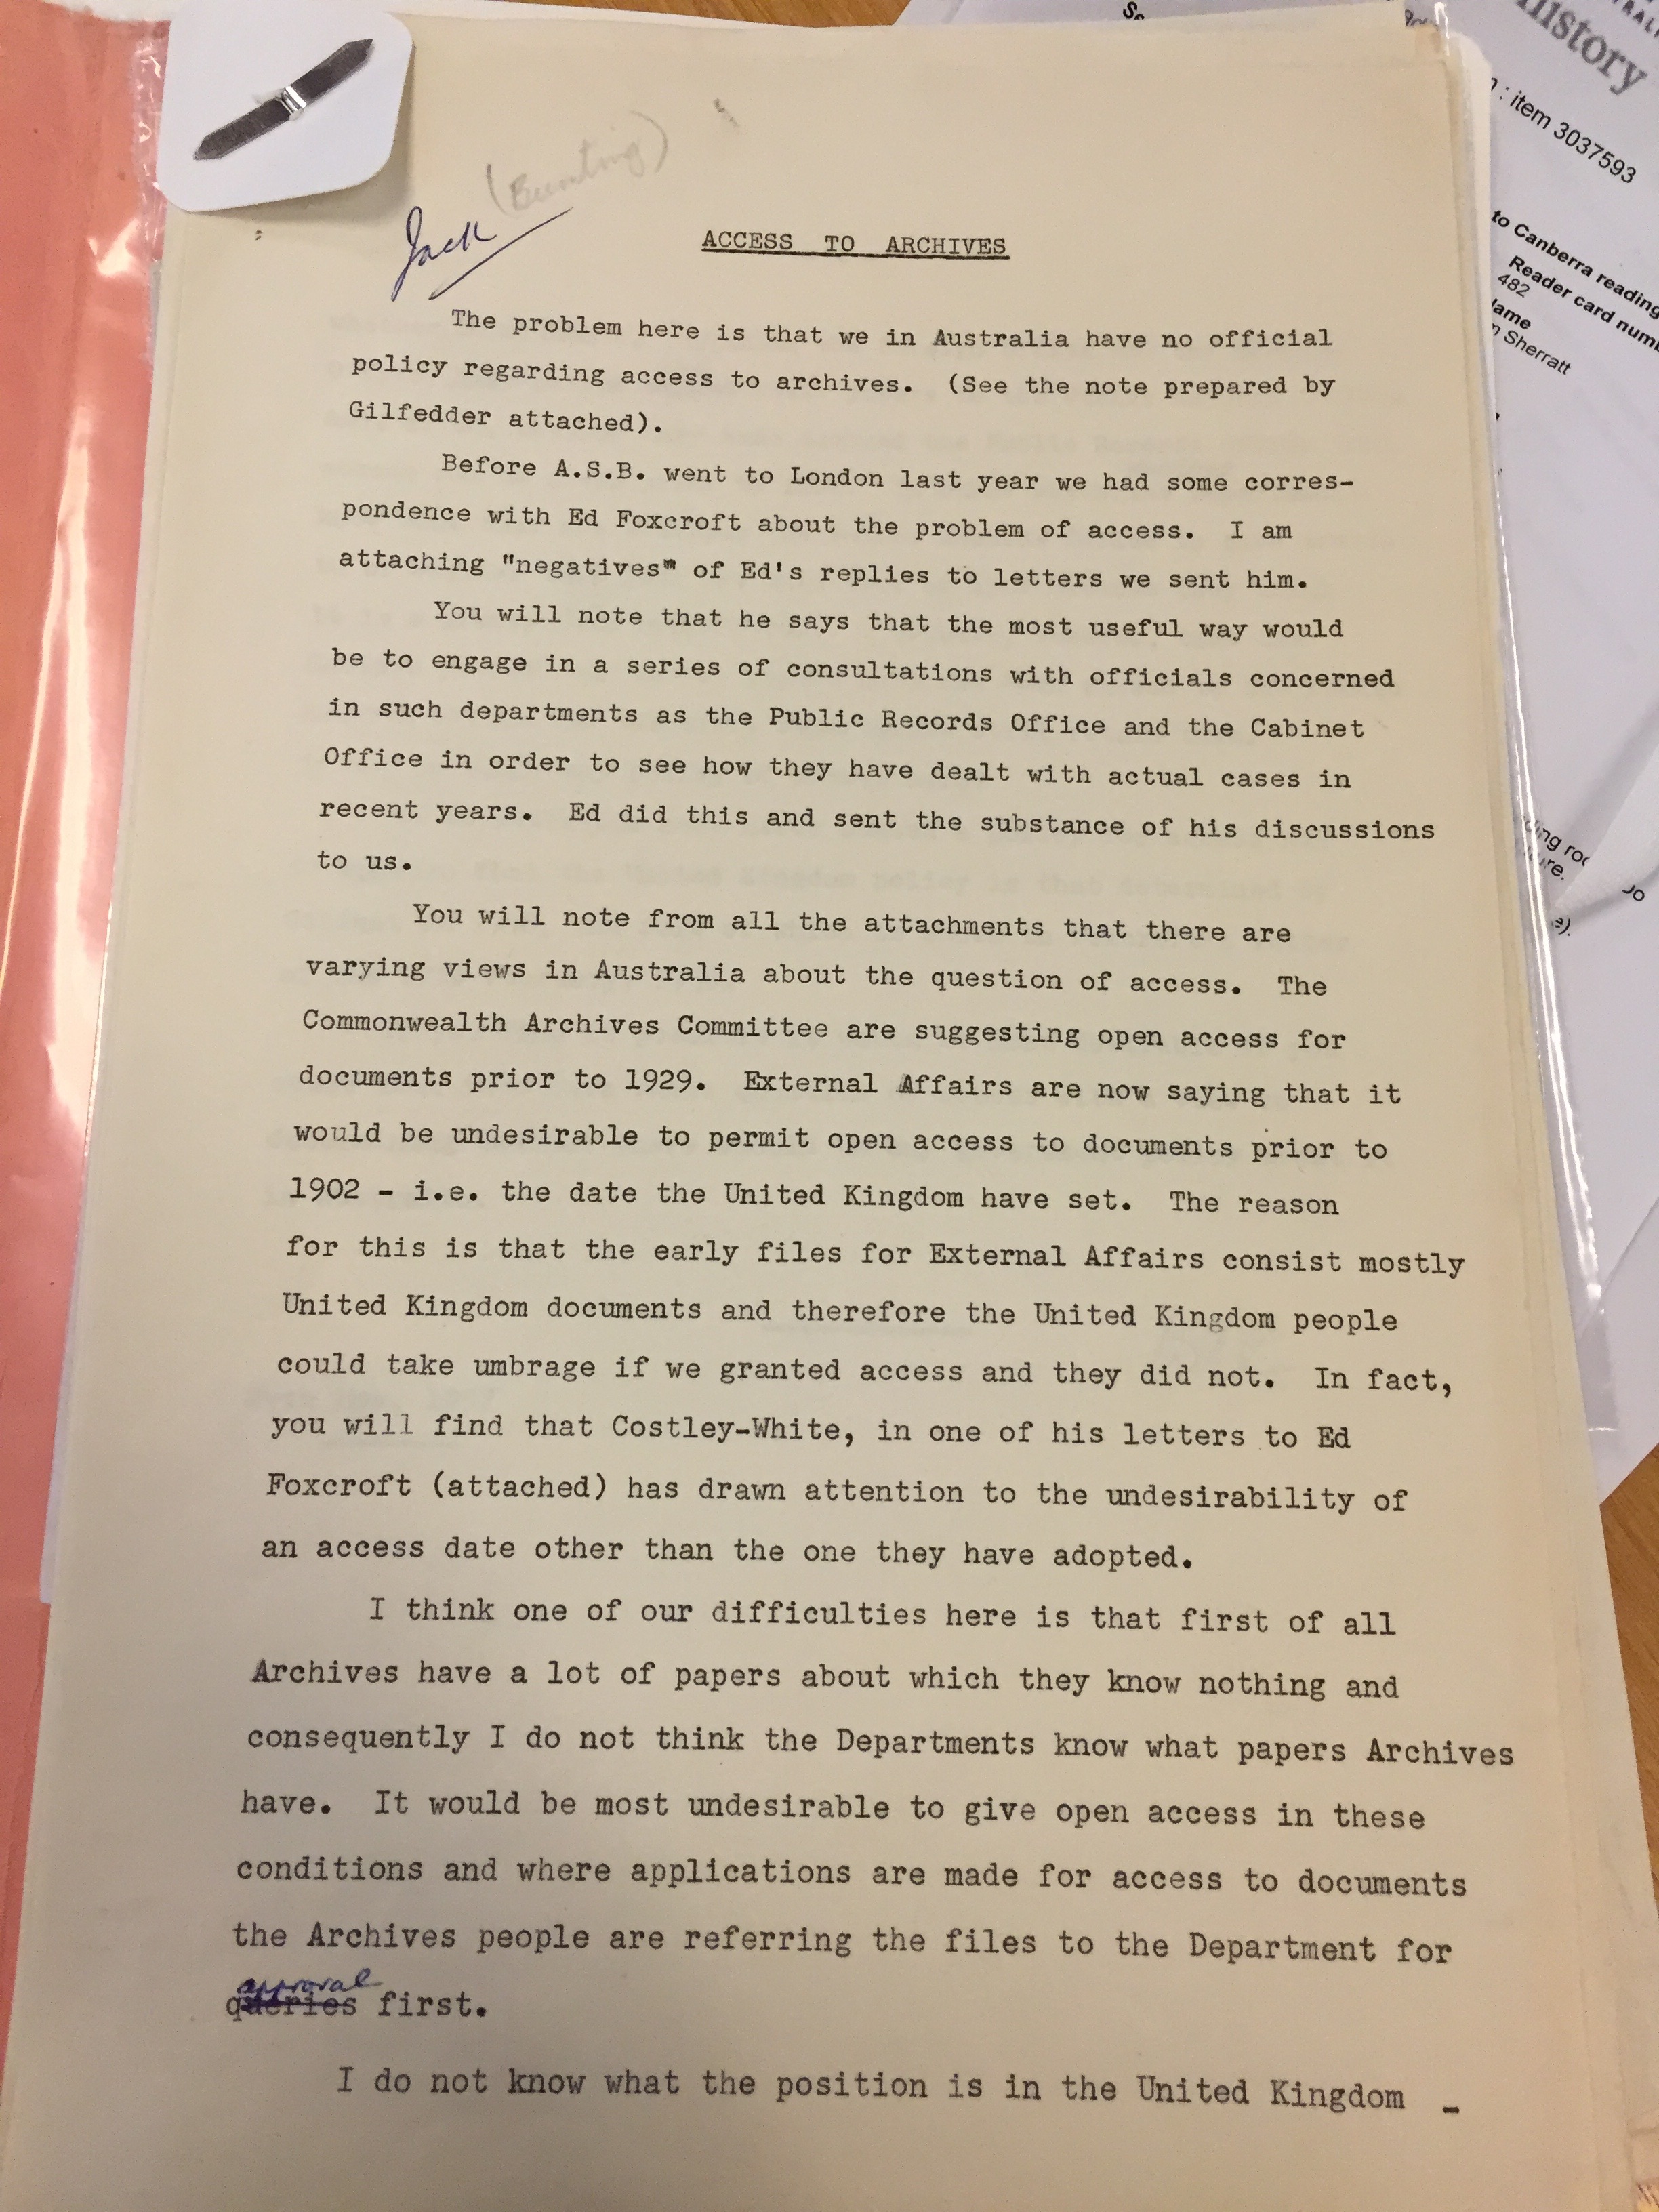 (Bunting)
Jack
ACCESS TO ARCHIVES
The problem here is that we in Australia have no official
policy regarding access to archives. (See the note prepared by
Gilfedder attached).
Before A.S.B. went to London last year we had some corres-
pondence with Ed Foxcroft about the problem of access. I am
attaching "negatives" of Ed's replies to letters we sent him.
You will note that he says that the most useful way would
be to engage in a series of consultations with officials concerned
in such departments as the Public Records Office and the Cabinet
Office in order to see how they have dealt with actual cases in
recent years. Ed did this and sent the substance of his discussions
to us.
You will note from all the attachments that there are
varying views in Australia about the question of access. The
Commonwealth Archives Committee are suggesting open access for
documents prior to 1929. External Affairs are now saying that it
would be undesirable to permit open access to documents prior to
1902 - i.e. the date the United Kingdom have set. The reason
for this is that the early files for External Affairs consist mostly
United Kingdom documents and therefore the United Kingdom people
could take umbrage if we granted access and they did not. In fact,
you will find that Costley-White, in one of his letters to Ed
Foxcroft (attached) has drawn attention to the undesirability of
an access date other than the one they have adopted.
I think one of our difficulties here is that first of all
Archives have a lot of papers about which they know nothing and
consequently I do not think the Departments know what papers Archives
have. It would be most undesirable to give open access in these
conditions and where applications are made for access to documents
the Archives people are referring the files to the Department for
approval
queries first.
I do not know what the position is in the United Kingdom -
history
: item 3037593
to Canberra reading
Reader card num
482
Sherratt